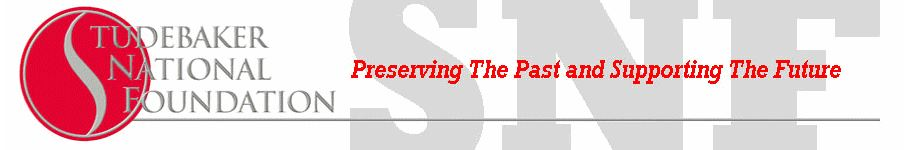 STUDEBAKER
NATIONAL
FOUNDATION
SNF
Preserving The Past and Supporting The Future